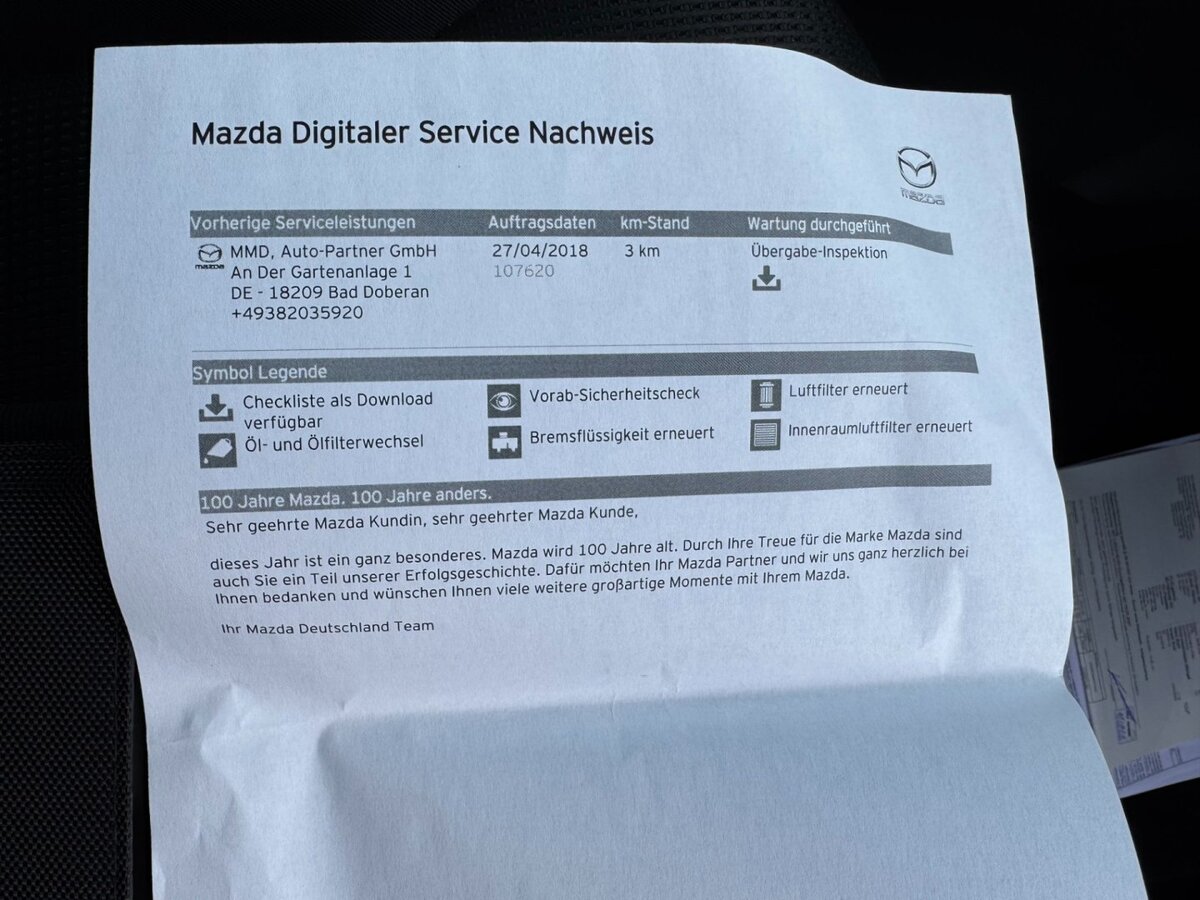 Mazda Digitaler Service Nachweis
mazda
Vorherige Serviceleistungen Auftragsdaten km-Stand Wartung durchgeführt
mazda MMD, Auto-Partner GmbH 27/04/2018 3 km Übergabe-Inspektion
An Der Gartenanlage 1 107620
DE - 18209 Bad Doberan
+49382035920
Symbol Legende
Checkliste als Download verfügbar
Vorab-Sicherheitscheck
Luftfilter erneuert
Öl- und Ölfilterwechsel
Bremsflüssigkeit erneuert
Innenraumluftfilter erneuert
100 Jahre Mazda. 100 Jahre anders.
Sehr geehrte Mazda Kundin, sehr geehrter Mazda Kunde,
dieses Jahr ist ein ganz besonderes. Mazda wird 100 Jahre alt. Durch Ihre Treue für die Marke Mazda sind
auch Sie ein Teil unserer Erfolgsgeschichte. Dafür möchten Ihr Mazda Partner und wir uns ganz herzlich bei
Ihnen bedanken und wünschen Ihnen viele weitere großartige Momente mit Ihrem Mazda.
Ihr Mazda Deutschland Team